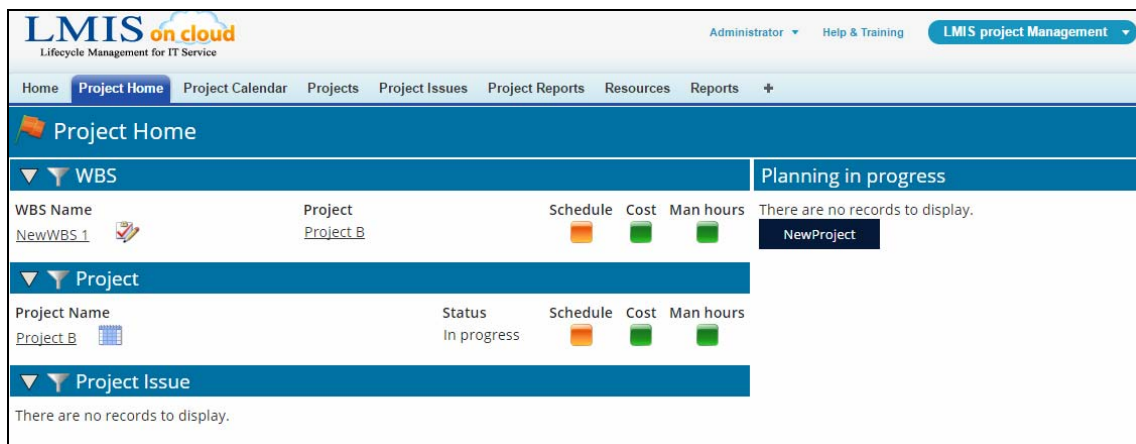 LMIS on cloud
Lifecycle Management for IT Service
Administrator Help & Training LMIS project Management
Home Project Home Project Calendar Projects Project Issues Project Reports Resources Reports +
Project Home
WBS
WBS Name Project Schedule Cost Man hours
NewWBS 1 Project B
Project
Project Name Status Schedule Cost Man hours
Project B In progress
Project Issue
There are no records to display.
Planning in progress
There are no records to display.
NewProject